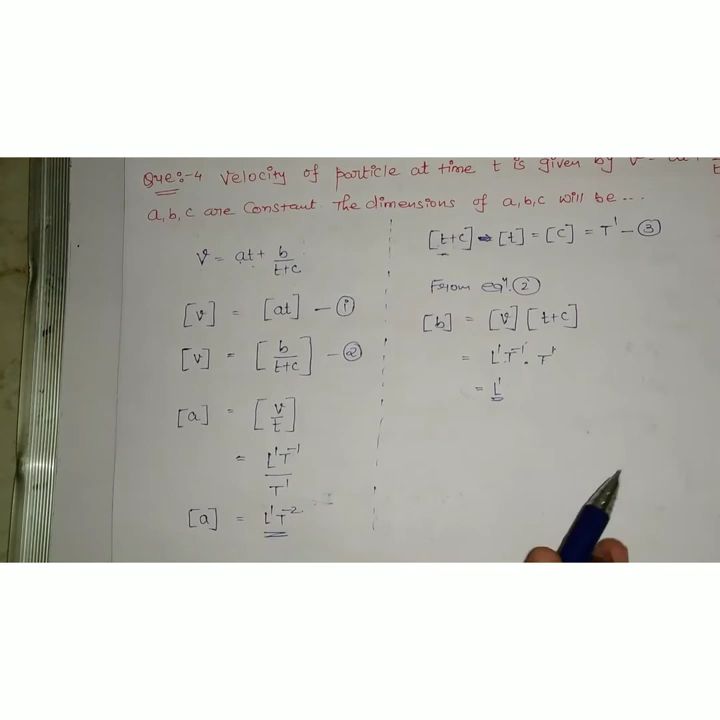 Que:-4 Velocity of particle at time t is given by v =
a,b,c are Constant The dimensions of a,b,c will be ...
v = at + b/t+c
[v] = [at] - ①
[v] = [b/t+c] - ②
[a] = [v/t]
= L¹T⁻¹/T¹
[a] = L¹T⁻²
[t+c] = [t] = [c] = T¹ - ③
From eqⁿ. ②
[b] = [v] [t+c]
= L¹T⁻¹. T¹
= L¹